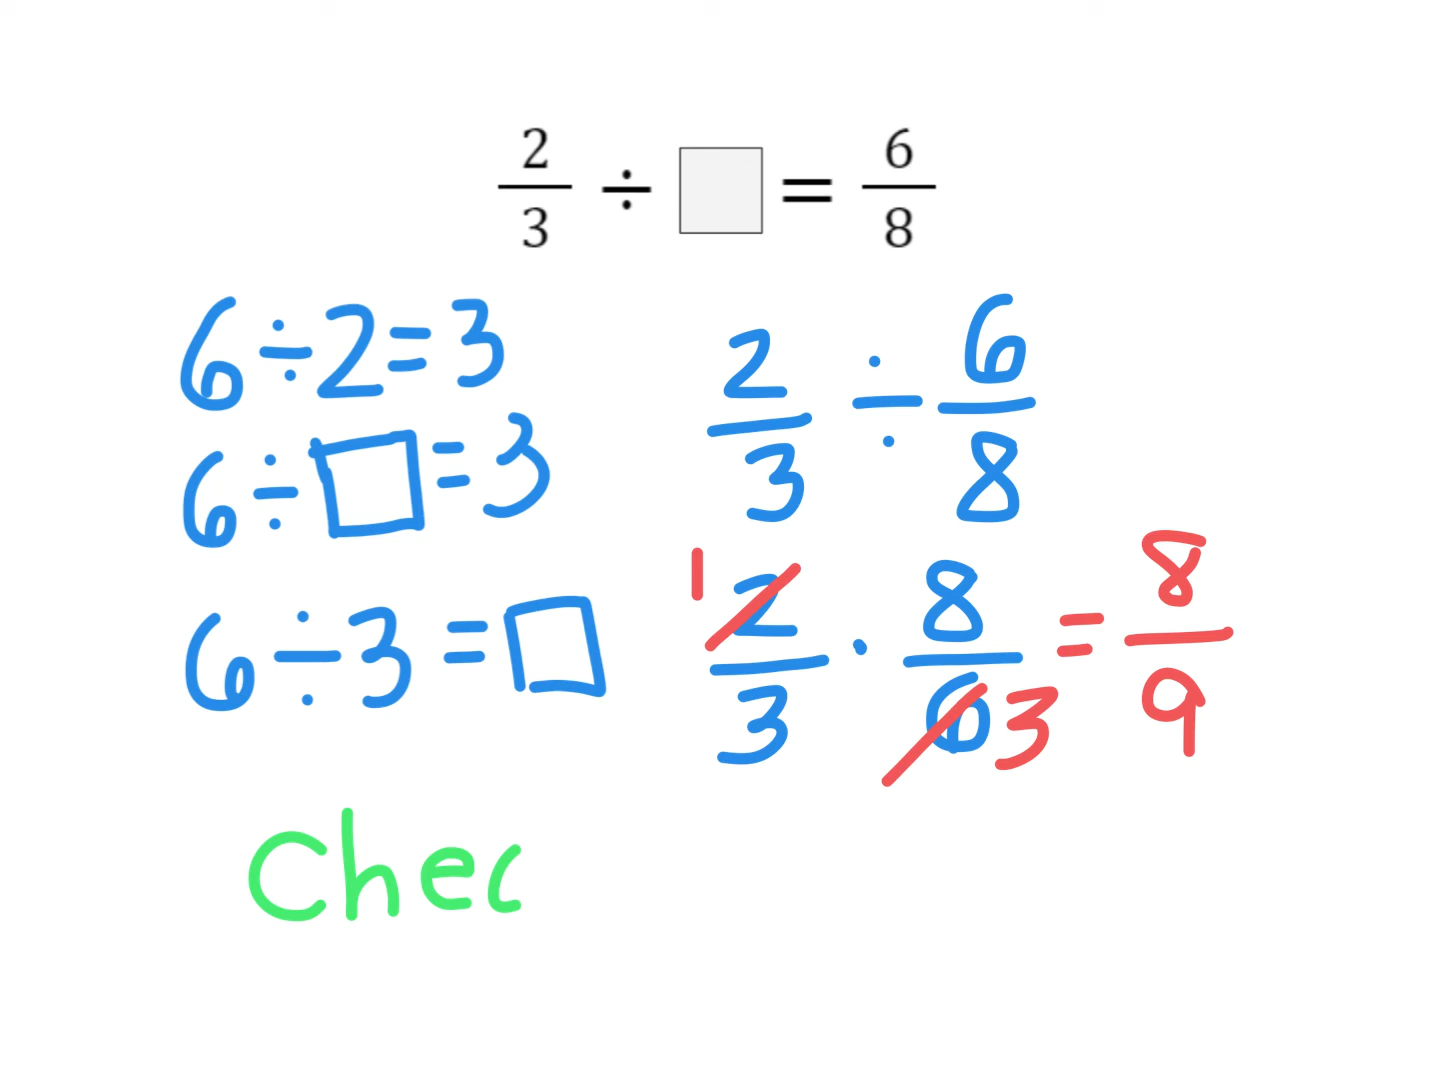 2/3 ÷ □ = 6/8
6 ÷ 2 = 3
6 ÷ □ = 3
6 ÷ 3 = □
2/3 ÷ 6/8
1 2/3 · 8/6 3 = 8/9
Chec